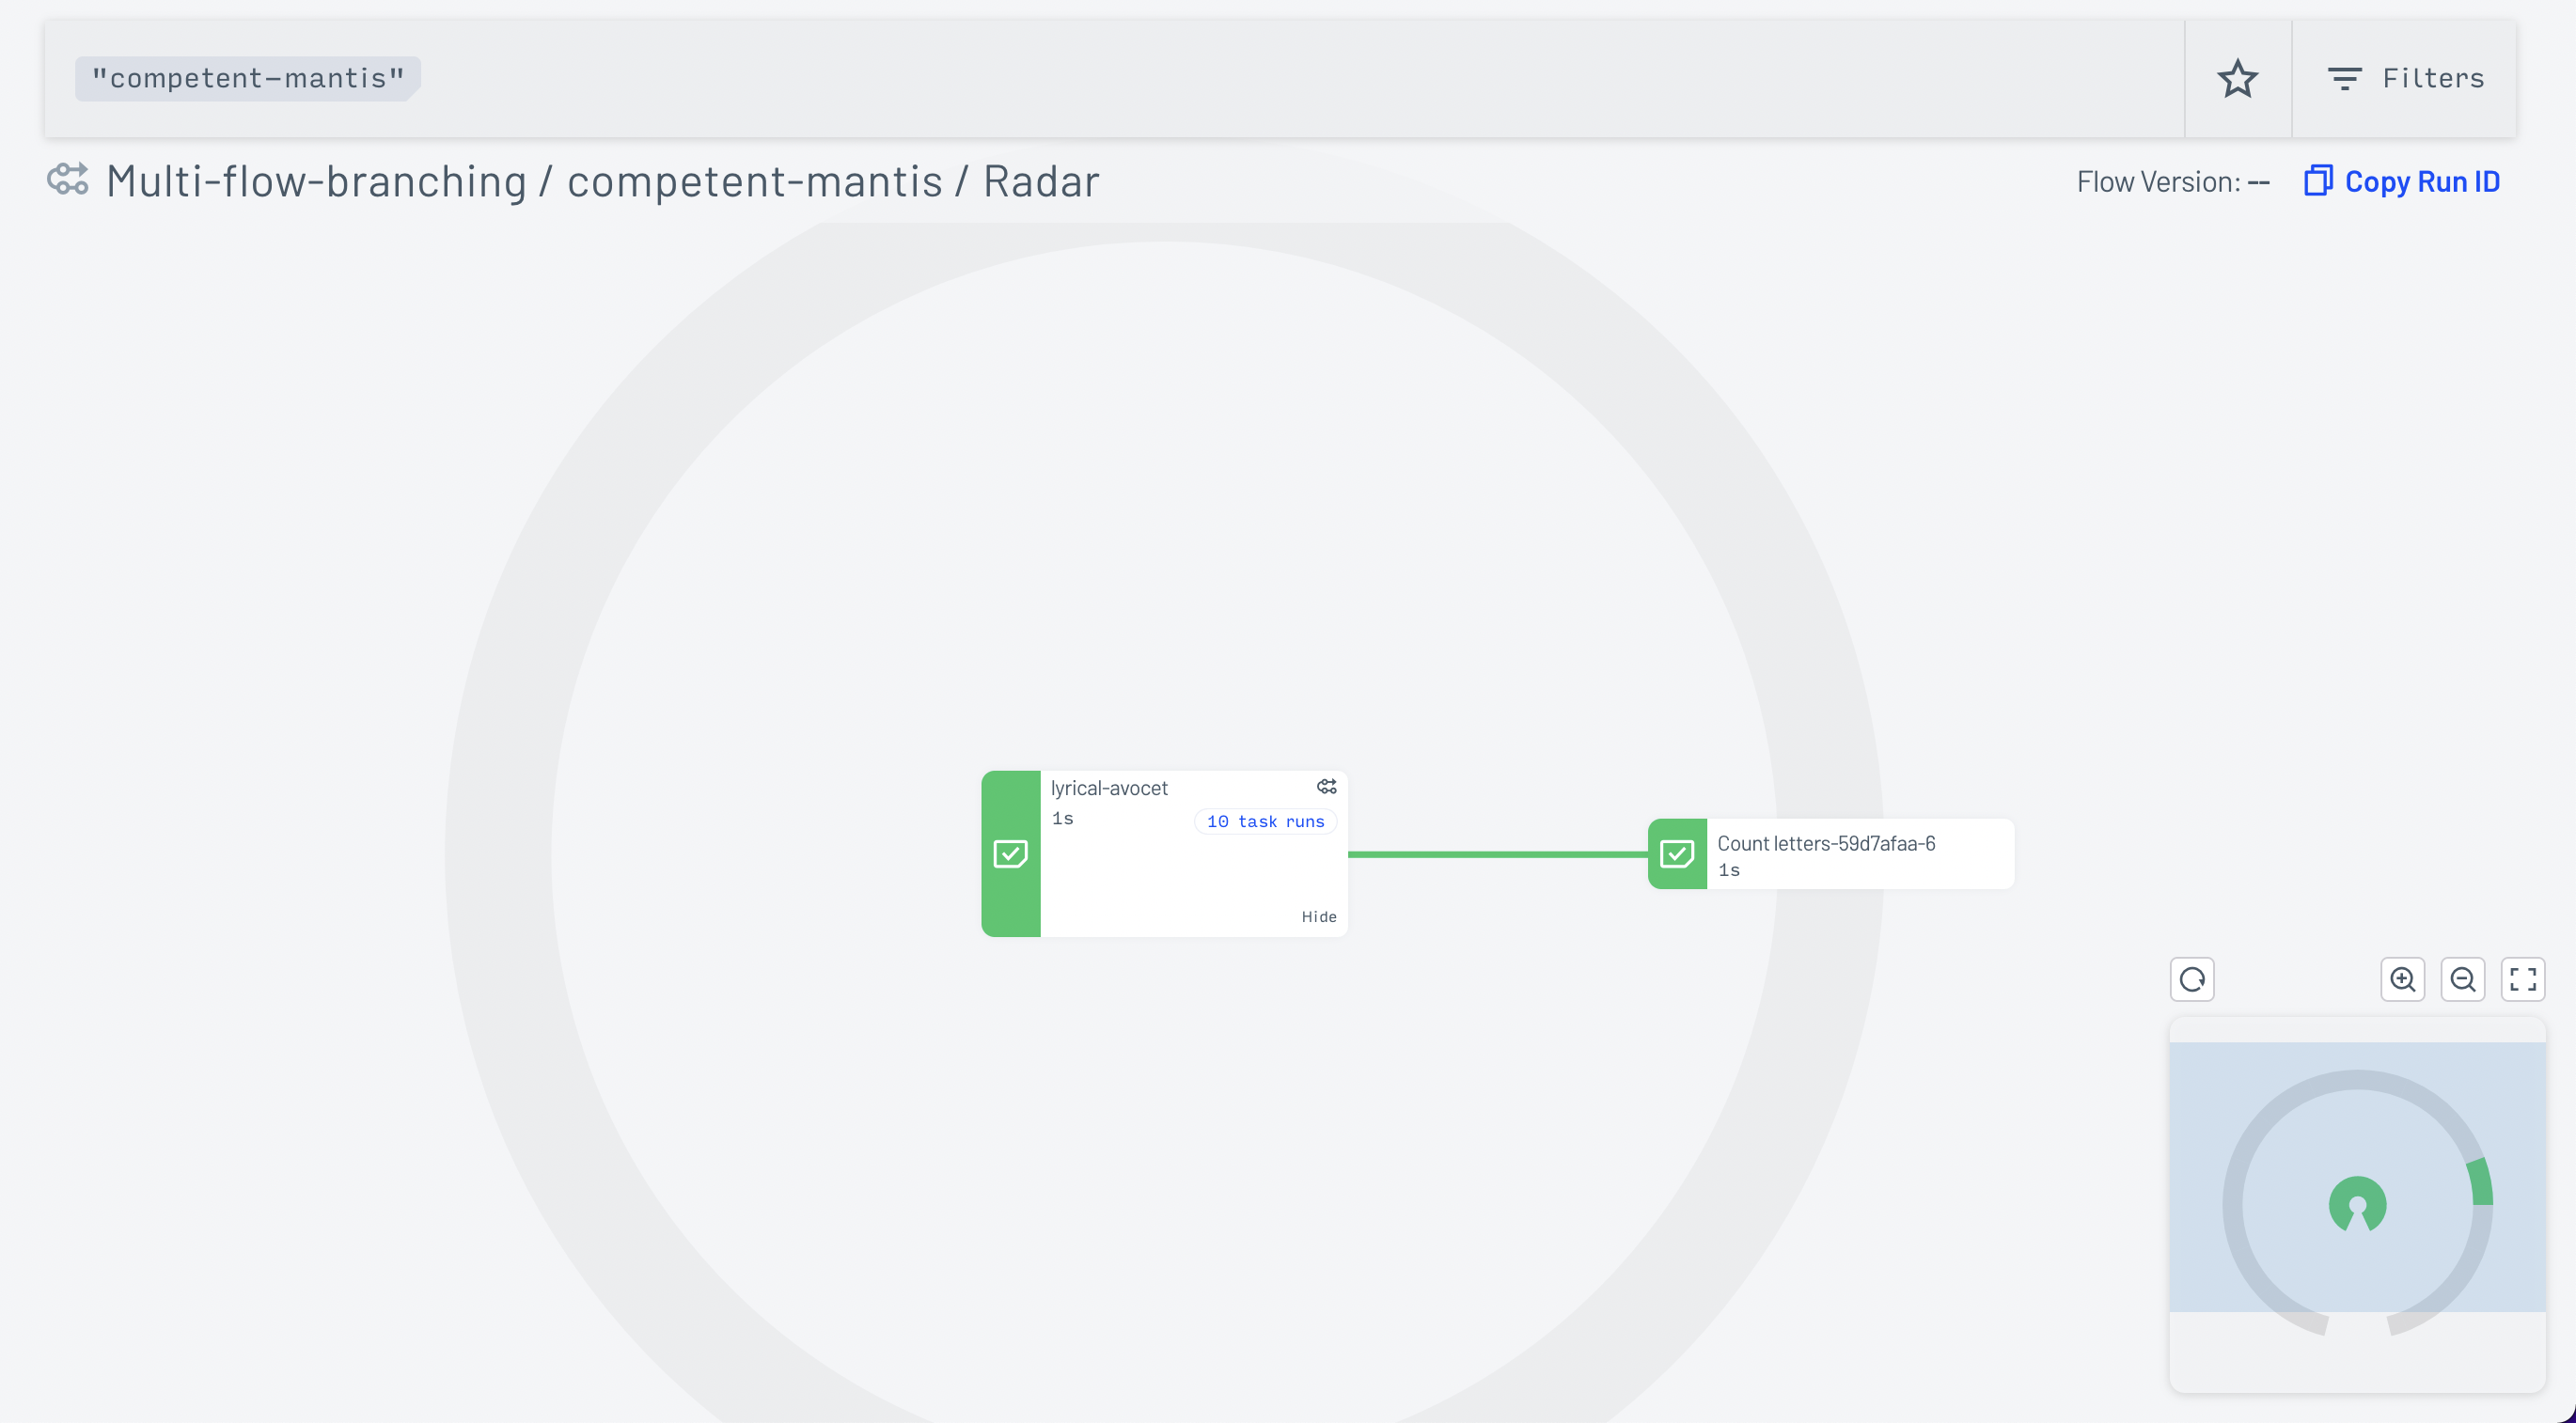 "competent-mantis"
Filters
Multi-flow-branching / competent-mantis / Radar
Flow Version: --
Copy Run ID
lyrical-avocet
1s
10 task runs
Hide
Count letters-59d7afaa-6
1s